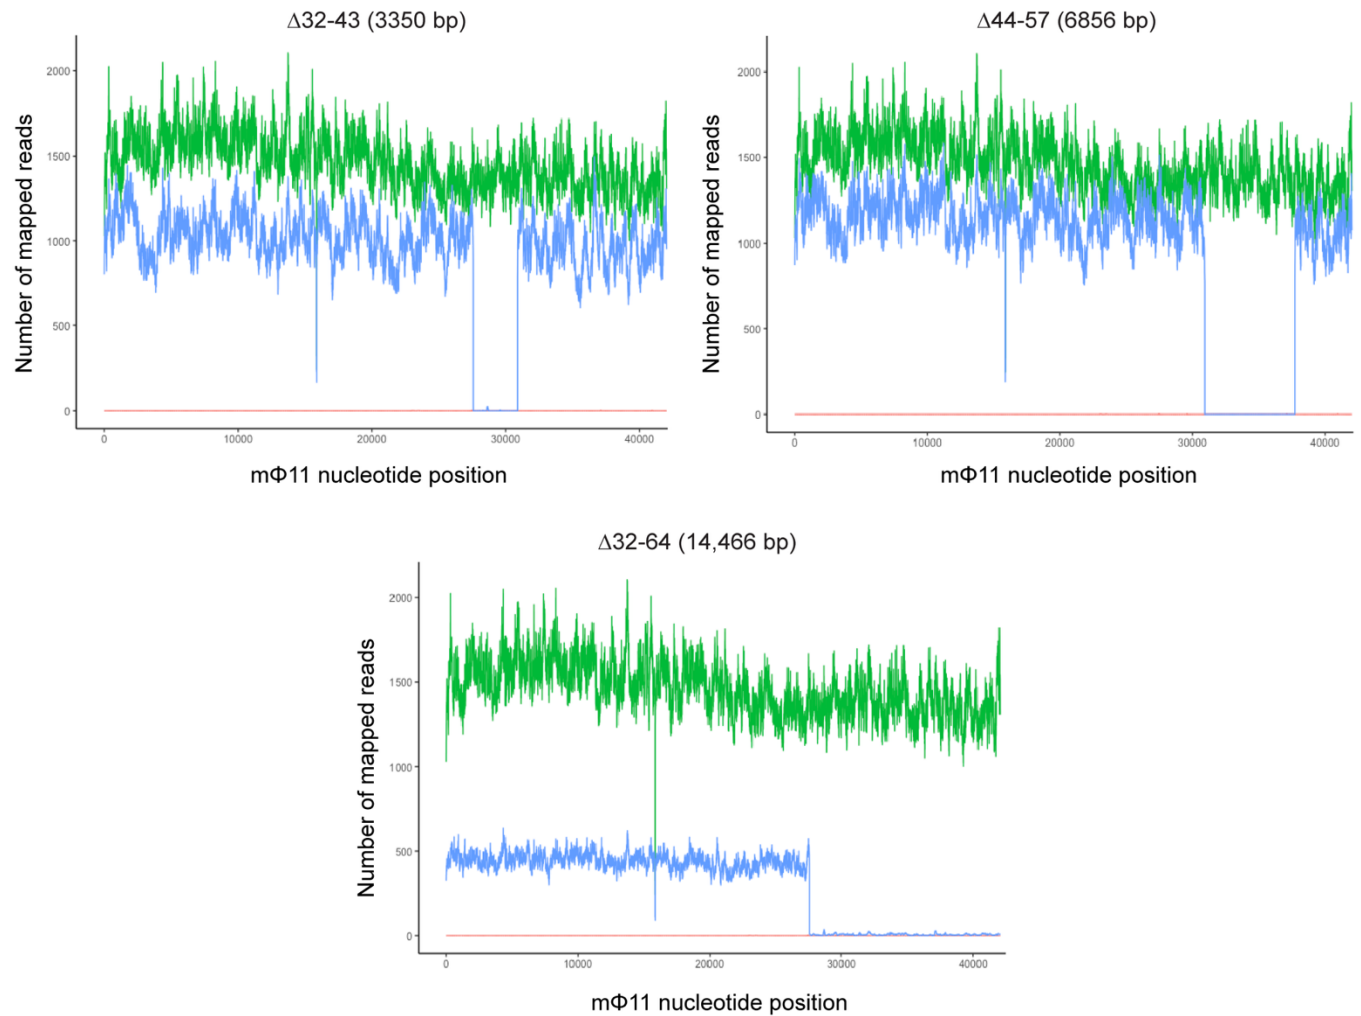 Δ32-43 (3350 bp)
Number of mapped reads
2000
1500
1000
500
0
0 10000 20000 30000 40000
mΦ11 nucleotide position
Δ44-57 (6856 bp)
Number of mapped reads
2000
1500
1000
500
0
0 10000 20000 30000 40000
mΦ11 nucleotide position
Δ32-64 (14,466 bp)
Number of mapped reads
2000
1500
1000
500
0
0 10000 20000 30000 40000
mΦ11 nucleotide position